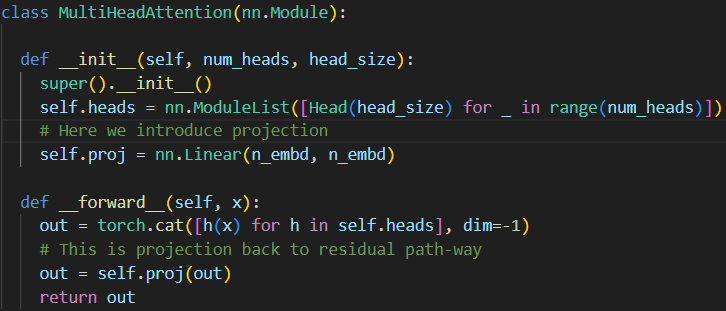 class MultiHeadAttention(nn.Module):
def __init__(self, num_heads, head_size):
super().__init__()
self.heads = nn.ModuleList([Head(head_size) for _ in range(num_heads)])
# Here we introduce projection
self.proj = nn.Linear(n_embd, n_embd)
def __forward__(self, x):
out = torch.cat([h(x) for h in self.heads], dim=-1)
# This is projection back to residual path-way
out = self.proj(out)
return out